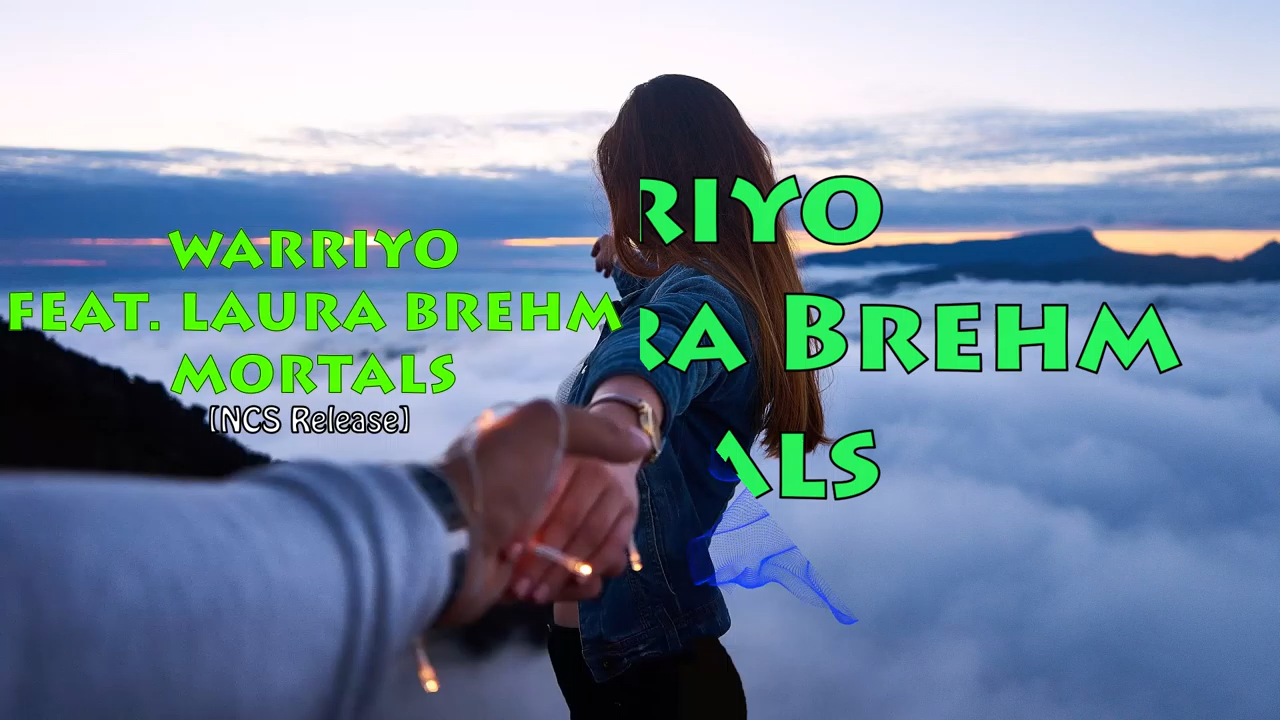 WARRIYO
FEAT. LAURA BREHM
MORTALS
[NCS Release]
RIYO
RA BREHM
ALS